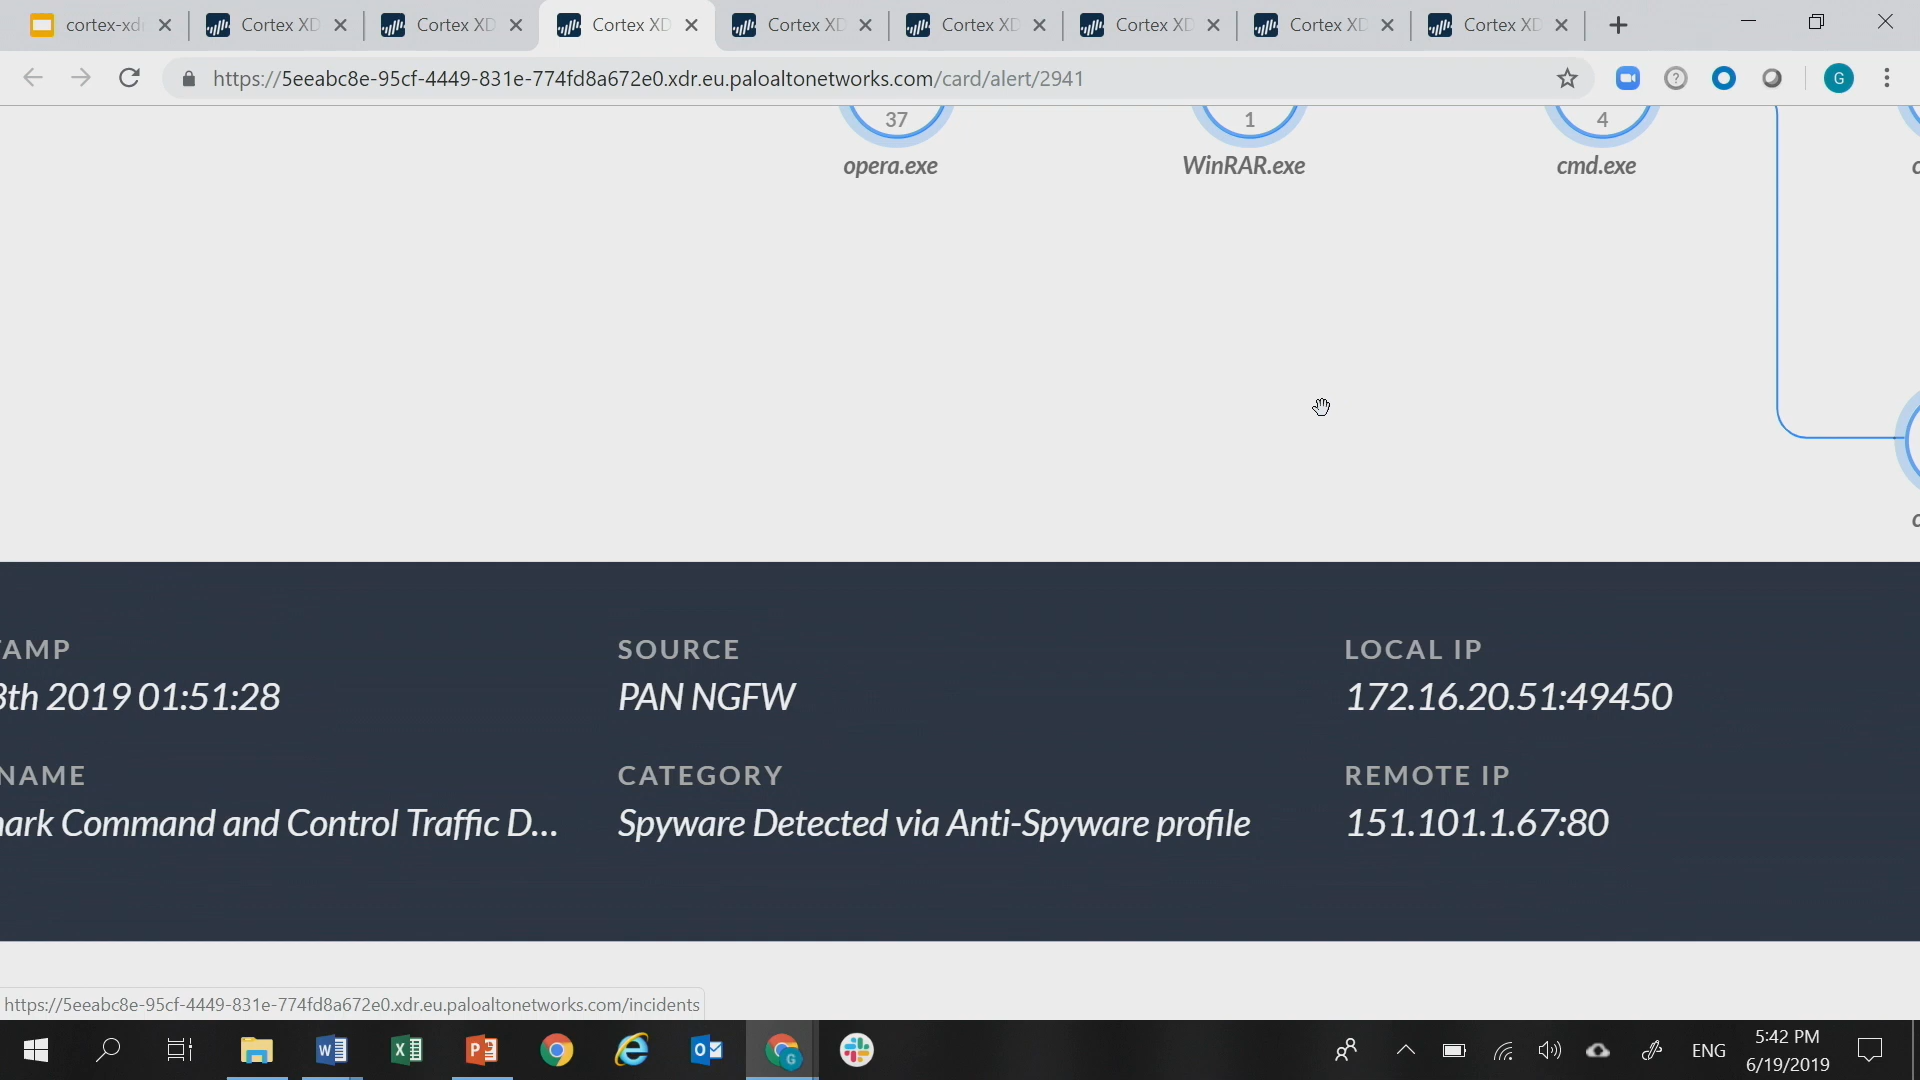 cortex-xd
Cortex XD
Cortex XD
Cortex XD
Cortex XD
Cortex XD
Cortex XD
Cortex XD
Cortex XD
https://5eeabc8e-95cf-4449-831e-774fd8a672e0.xdr.eu.paloaltonetworks.com/card/alert/2941
G
37
1
4
opera.exe
WinRAR.exe
cmd.exe
c
c
TAMP
SOURCE
LOCAL IP
8th 2019 01:51:28
PAN NGFW
172.16.20.51:49450
NAME
CATEGORY
REMOTE IP
mark Command and Control Traffic D...
Spyware Detected via Anti-Spyware profile
151.101.1.67:80
https://5eeabc8e-95cf-4449-831e-774fd8a672e0.xdr.eu.paloaltonetworks.com/incidents
ENG
5:42 PM
6/19/2019